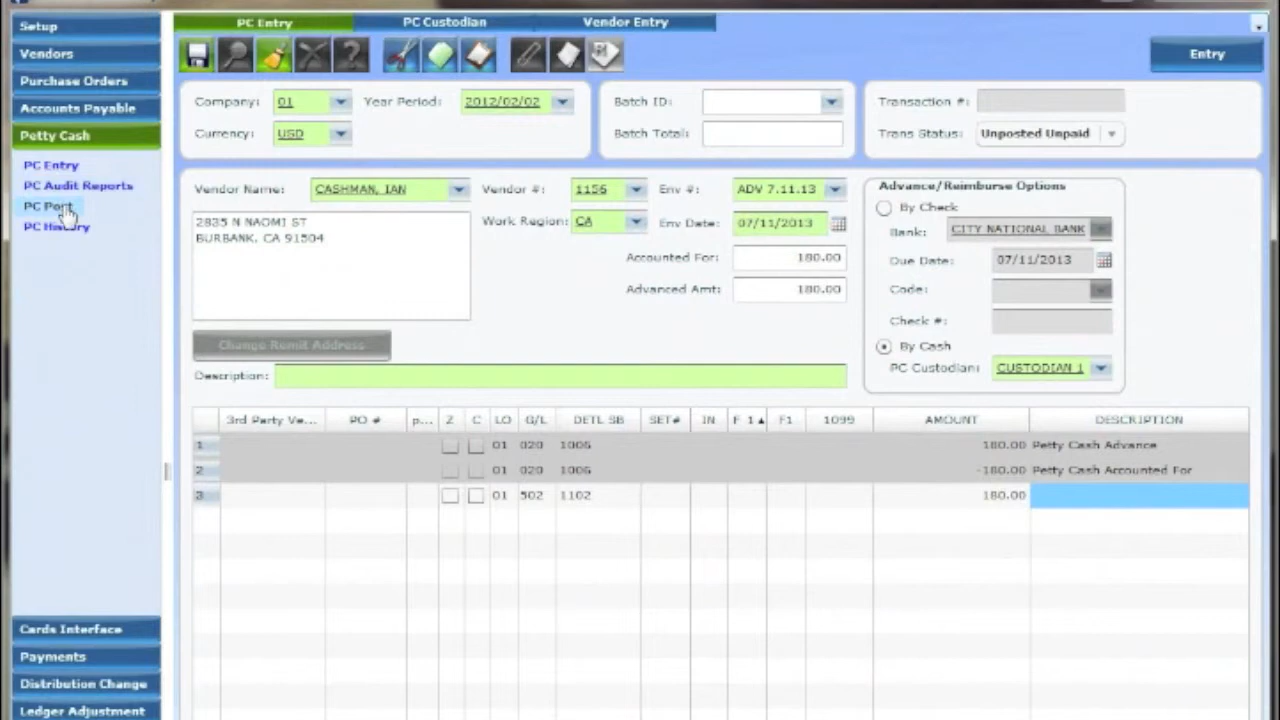 Setup
Vendors
Purchase Orders
Accounts Payable
Petty Cash
PC Entry
PC Audit Reports
PC Post
PC History
Cards Interface
Payments
Distribution Change
Ledger Adjustment
PC Entry PC Custodian Vendor Entry
Entry
Company: 01 Year Period: 2012/02/02
Currency: USD
Batch ID:
Batch Total:
Transaction #:
Trans Status: Unposted Unpaid
Vendor Name: CASHMAN, IAN Vendor #: 1156 Env #: ADV 7.11.13
2835 N NAOMI ST
BURBANK, CA 91504
Work Region: CA Env Date: 07/11/2013
Accounted For: 180.00
Advanced Amt: 180.00
Change Remit Address
Description:
Advance/Reimburse Options
By Check
Bank: CITY NATIONAL BANK
Due Date: 07/11/2013
Code:
Check #:
By Cash
PC Custodian: CUSTODIAN 1
3rd Party Ve... PO # p... Z C LO G/L DETL SB SET# IN F 1 F1 1099 AMOUNT DESCRIPTION
1 01 020 1006 180.00 Petty Cash Advance
2 01 020 1006 -180.00 Petty Cash Accounted For
3 01 502 1102 180.00